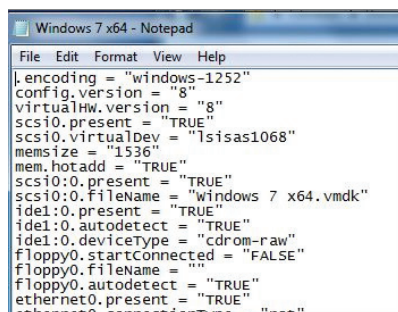 Windows 7 x64 - Notepad
File Edit Format View Help
.encoding = "windows-1252"
config.version = "8"
virtualHW.version = "8"
scsi0.present = "TRUE"
scsi0.virtualDev = "lsisas1068"
memsize = "1536"
mem.hotadd = "TRUE"
scsi0:0.present = "TRUE"
scsi0:0.fileName = "Windows 7 x64.vmdk"
ide1:0.present = "TRUE"
ide1:0.autodetect = "TRUE"
ide1:0.deviceType = "cdrom-raw"
floppy0.startConnected = "FALSE"
floppy0.fileName = ""
floppy0.autodetect = "TRUE"
ethernet0.present = "TRUE"
ethernet0.connectionType = "nat"